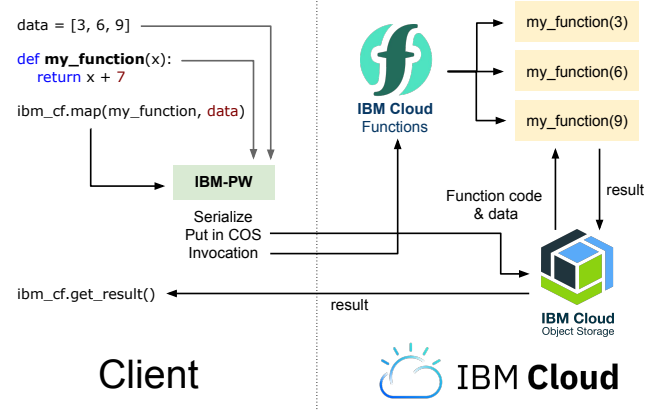 data = [3, 6, 9]
def my_function(x):
return x + 7
ibm_cf.map(my_function, data)
IBM-PW
Serialize
Put in COS
Invocation
ibm_cf.get_result()
Client
IBM Cloud
Functions
my_function(3)
my_function(6)
my_function(9)
Function code
& data
result
IBM Cloud
Object Storage
result
IBM Cloud